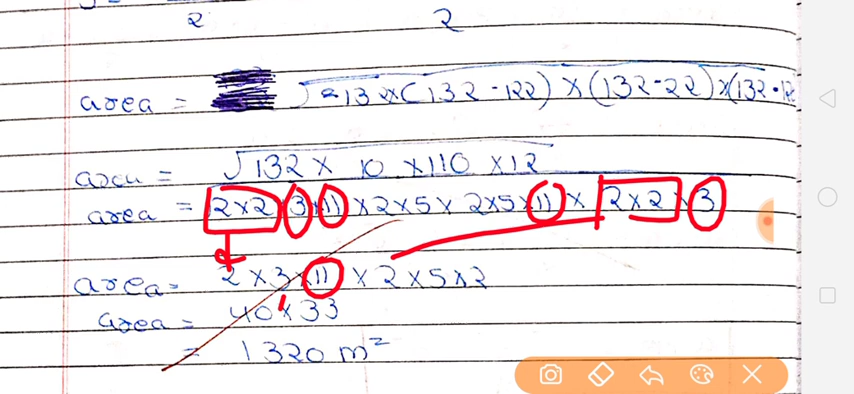 2 2
area = √132×(132-122)×(132-22)×(132-12
area = √132 × 10 × 110 × 12
area = 2×2×3×11×2×5×2×5×11×2×2×3
area = 2×3×11×2×5×2
area = 40×33
= 1320 m²